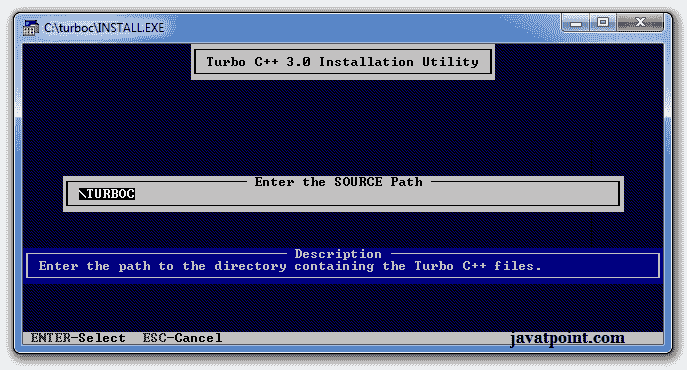 C:\turboc\INSTALL.EXE
Turbo C++ 3.0 Installation Utility
Enter the SOURCE Path
\TURBOC
Description
Enter the path to the directory containing the Turbo C++ files.
ENTER-Select ESC-Cancel
javatpoint.com